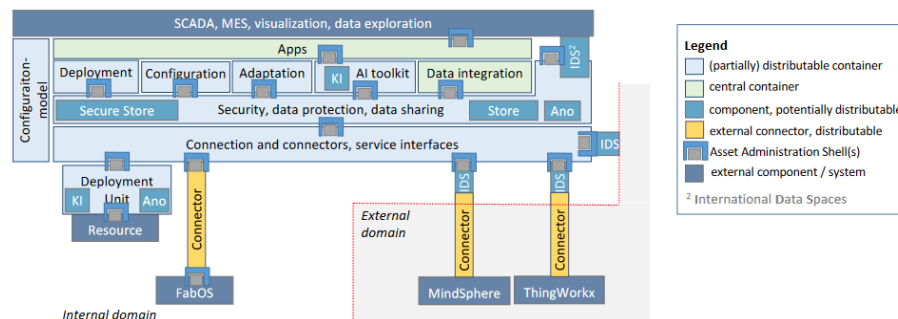 SCADA, MES, visualization, data exploration
Configuration-
model
Apps
IDS²
Deployment
Configuration
Adaptation
KI
AI toolkit
Data integration
Secure Store
Security, data protection, data sharing
Store
Ano
Connection and connectors, service interfaces
IDS
Deployment
Unit
KI
Ano
Resource
Connector
FabOS
Internal domain
External
domain
IDS
Connector
MindSphere
IDS
Connector
ThingWorkx
Legend
(partially) distributable container
central container
component, potentially distributable
external connector, distributable
Asset Administration Shell(s)
external component / system
² International Data Spaces